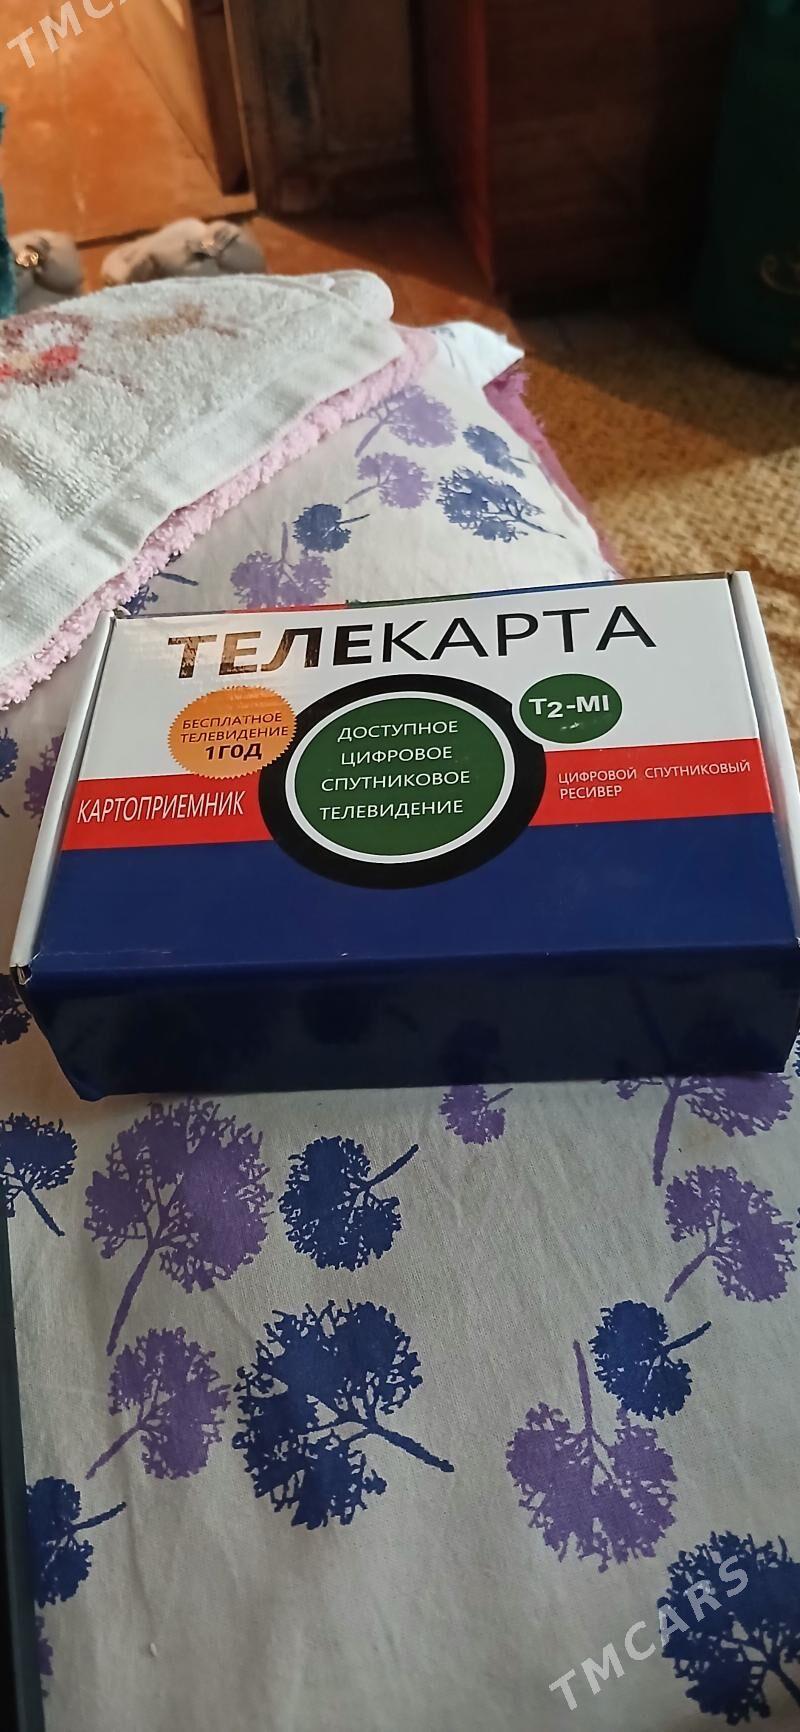 TMCARS
ТЕЛЕКАРТА
БЕСПЛАТНОЕ
ТЕЛЕВИДЕНИЕ
1ГОД
ДОСТУПНОЕ
ЦИФРОВОЕ
СПУТНИКОВОЕ
ТЕЛЕВИДЕНИЕ
T2-MI
КАРТОПРИЕМНИК
ЦИФРОВОЙ СПУТНИКОВЫЙ
РЕСИВЕР
TMCARS